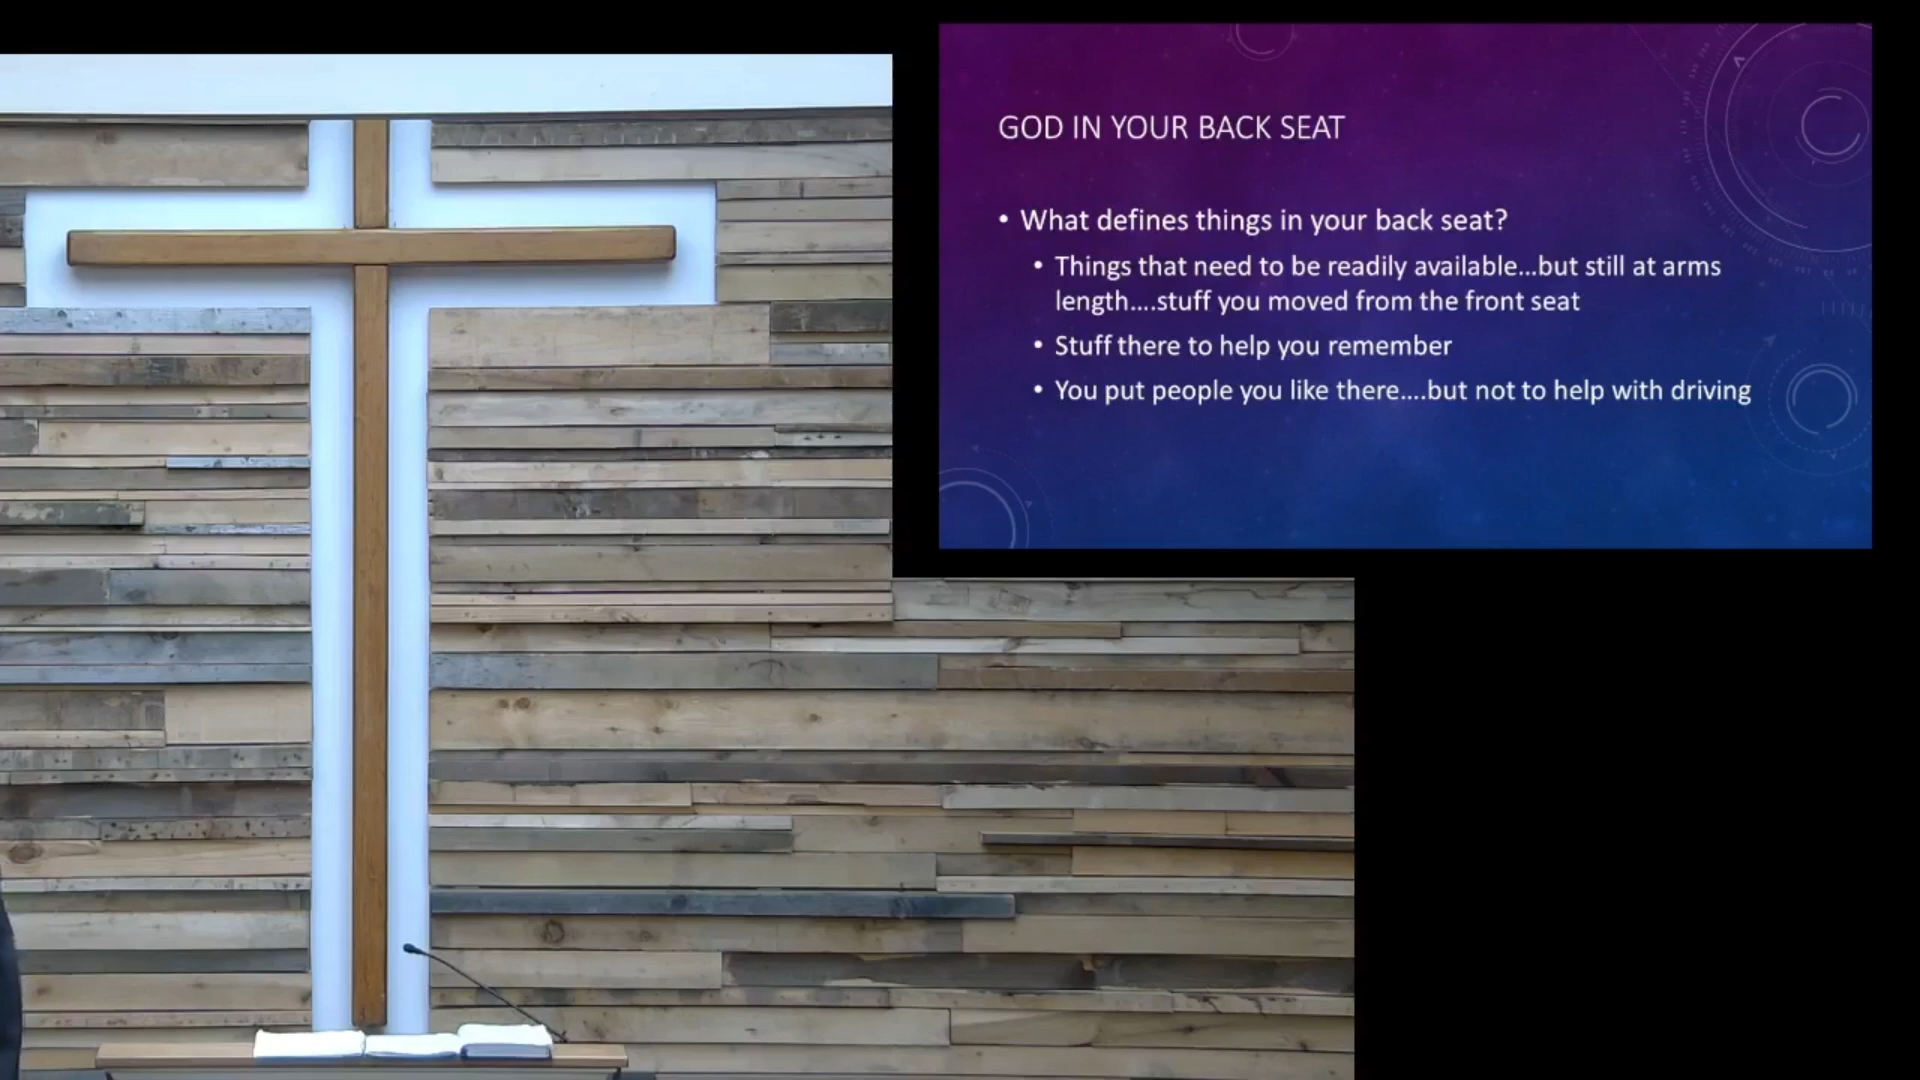 GOD IN YOUR BACK SEAT
• What defines things in your back seat?
• Things that need to be readily available...but still at arms
length....stuff you moved from the front seat
• Stuff there to help you remember
• You put people you like there....but not to help with driving